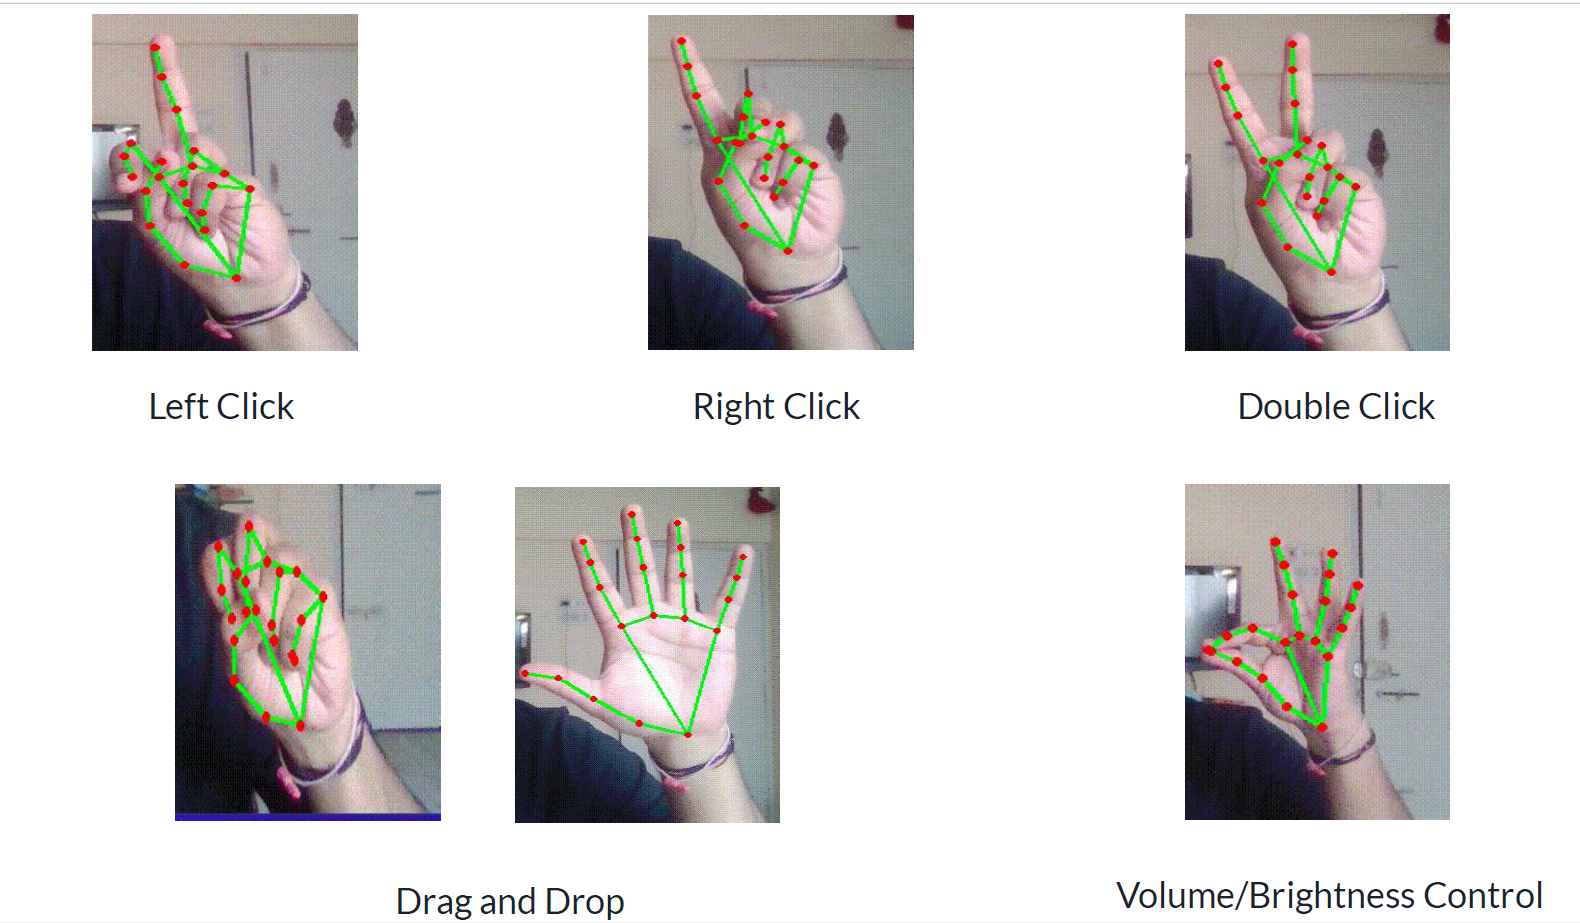 Left Click
Right Click
Double Click
Drag and Drop
Volume/Brightness Control